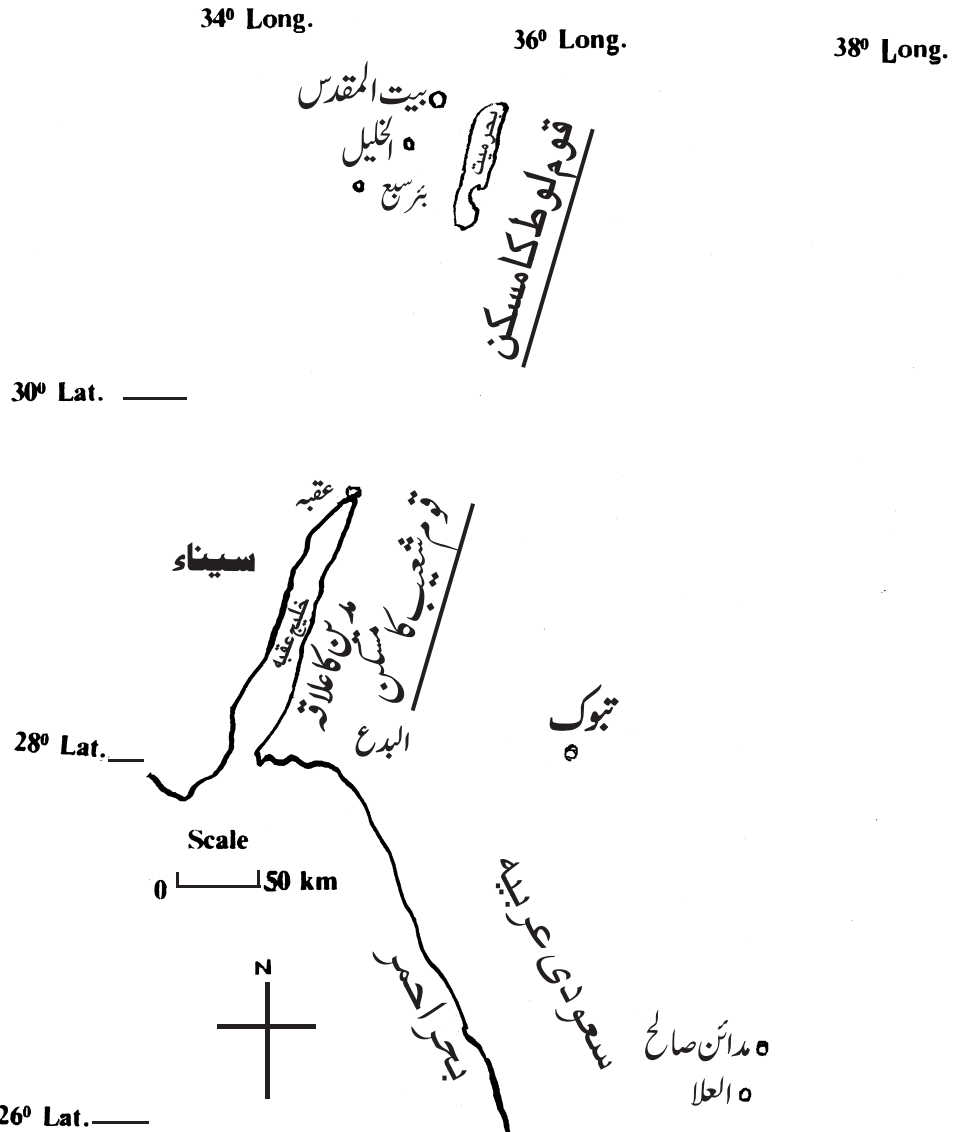 34⁰ Long.
36⁰ Long.
38⁰ Long.
بیت المقدس
الخلیل
بئر سبع
بحر میت
قوم لوط کا مسکن
30⁰ Lat.
عقبہ
سیناء
خلیج عقبہ
مدین کا علاقہ
قوم شعیب کا مسکن
البدع
تبوک
28⁰ Lat.
Scale
0 50 km
سعودی عربیہ
N
بحر احمر
مدائن صالح
العلا
26⁰ Lat.